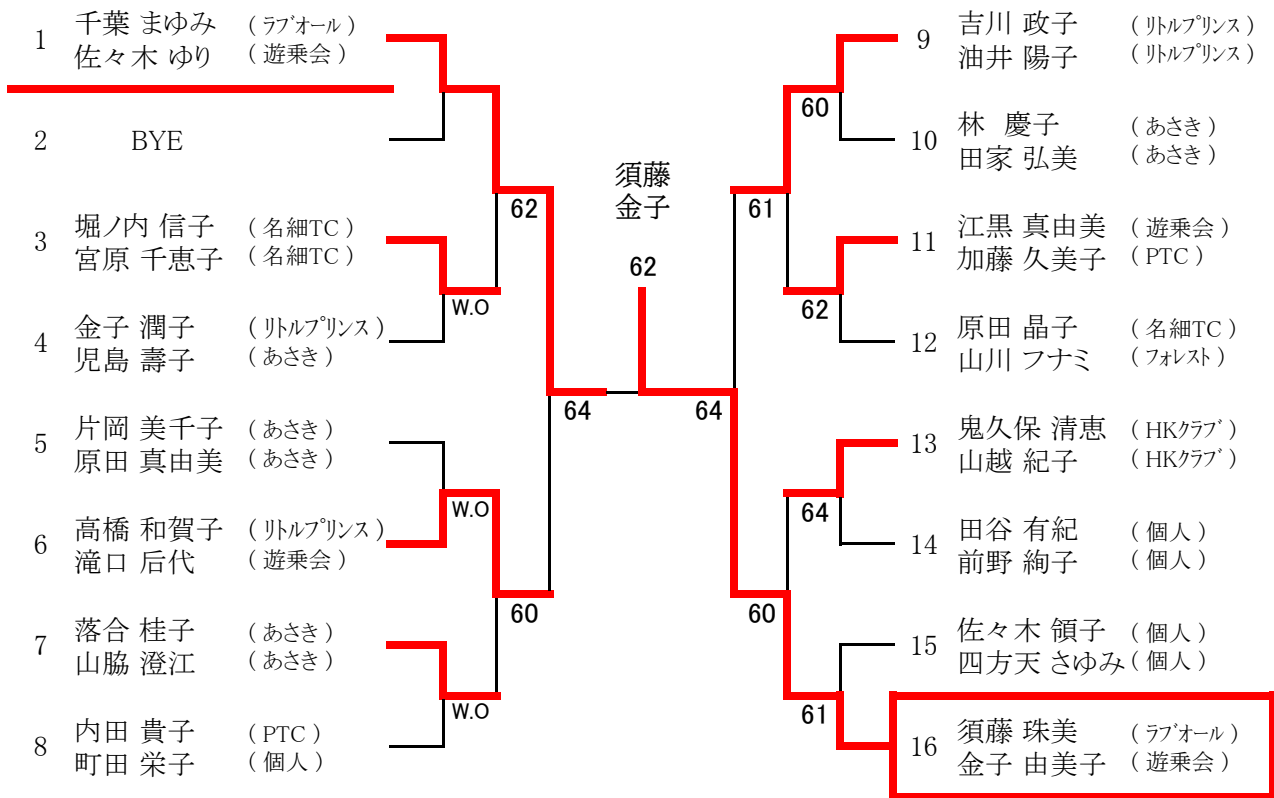 1 千葉 まゆみ （ ラブオール ）
佐々木 ゆり （ 遊乗会 ）
2 BYE
3 堀ノ内 信子 （ 名細TC ）
宮原 千恵子 （ 名細TC ）
4 金子 潤子 （ リトルプリンス ）
児島 壽子 （ あさき ）
5 片岡 美千子 （ あさき ）
原田 真由美 （ あさき ）
6 高橋 和賀子 （ リトルプリンス ）
滝口 后代 （ 遊乗会 ）
7 落合 桂子 （ あさき ）
山脇 澄江 （ あさき ）
8 内田 貴子 （ PTC ）
町田 栄子 （ 個人 ）
62
W.O
W.O
60
W.O
64
須藤
金子
62
64
60
61
62
64
60
61
9 吉川 政子 （ リトルプリンス ）
油井 陽子 （ リトルプリンス ）
10 林 慶子 （ あさき ）
田家 弘美 （ あさき ）
11 江黒 真由美 （ 遊乗会 ）
加藤 久美子 （ PTC ）
12 原田 晶子 （ 名細TC ）
山川 フナミ （ フォレスト ）
13 鬼久保 清恵 （ HKクラブ ）
山越 紀子 （ HKクラブ ）
14 田谷 有紀 （ 個人 ）
前野 絢子 （ 個人 ）
15 佐々木 領子 （ 個人 ）
四方天 さゆみ （ 個人 ）
16 須藤 珠美 （ ラブオール ）
金子 由美子 （ 遊乗会 ）